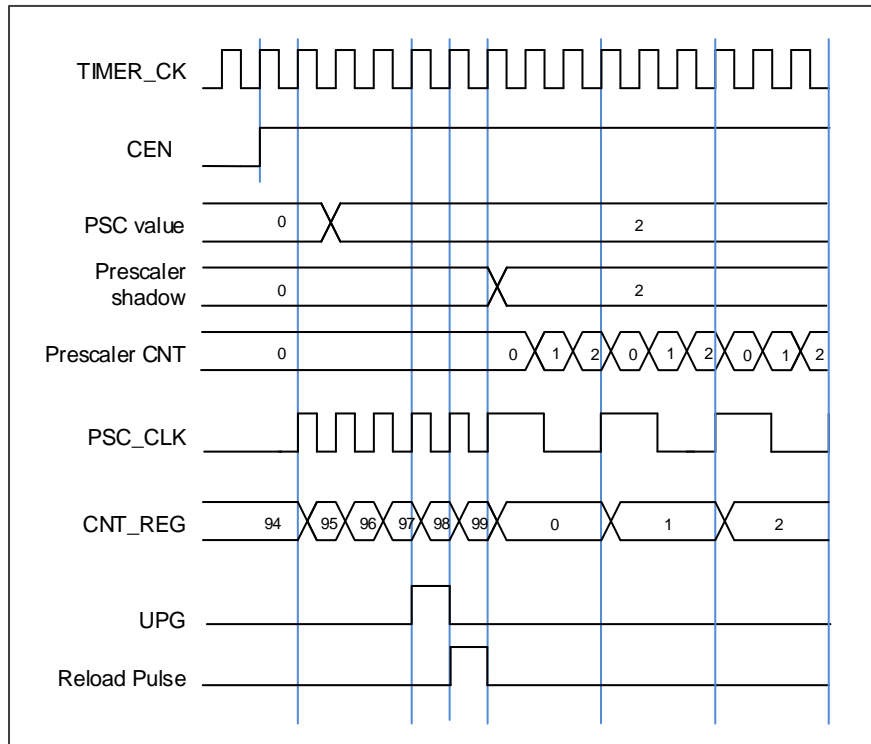 TIMER_CK
CEN
PSC value 0 2
Prescaler
shadow 0 2
Prescaler CNT 0 0 1 2 0 1 2 0 1 2
PSC_CLK
CNT_REG 94 95 96 97 98 99 0 1 2
UPG
Reload Pulse